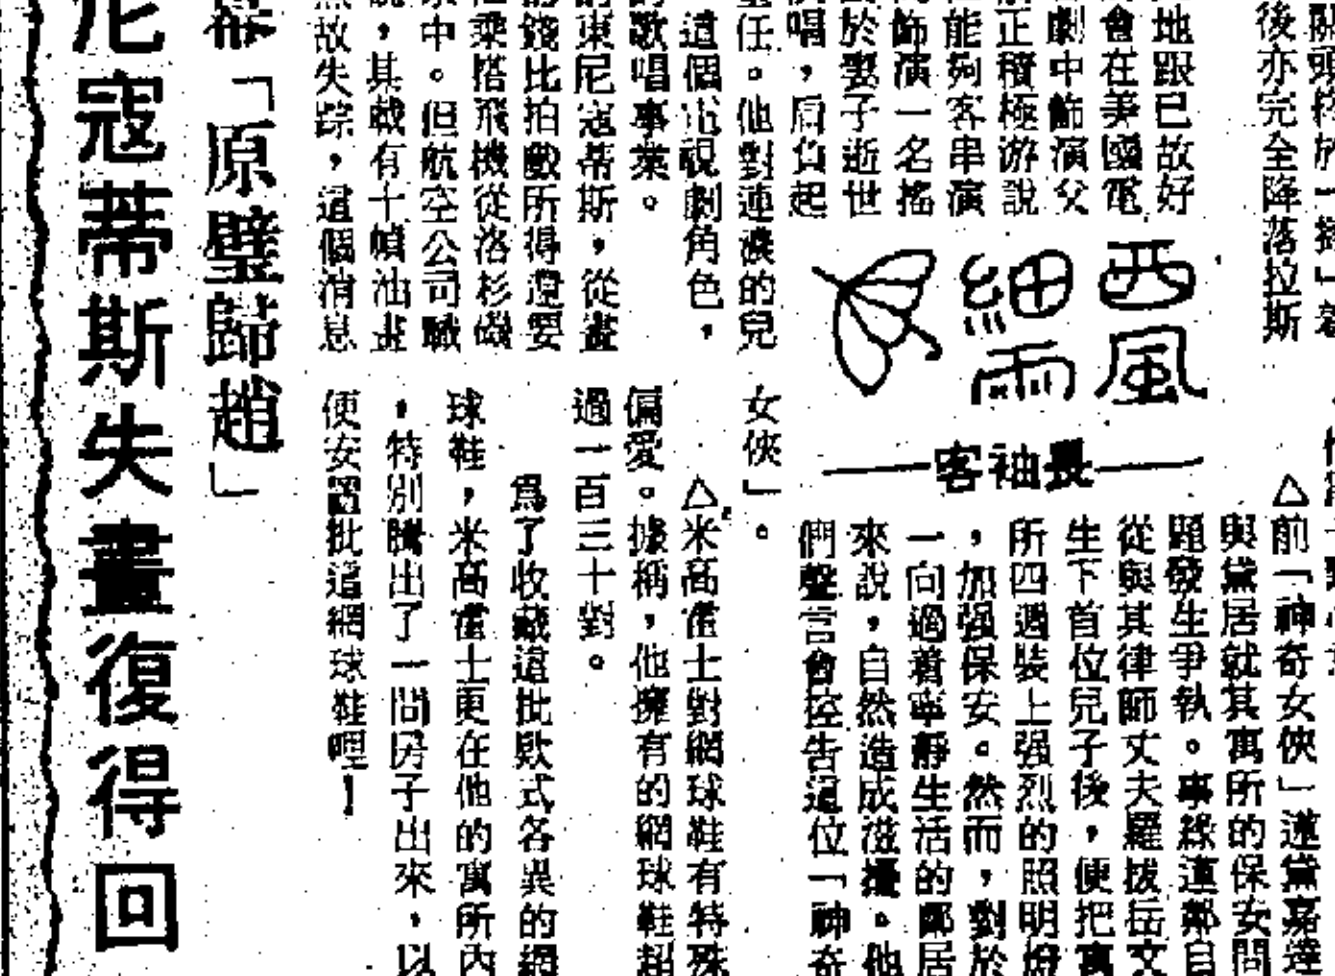 後亦完全降落拉斯
地跟已故好
會在美國電
劇中飾演父
正積極游說
能夠客串演
飾演一名搖
於妻子逝世
唱，肩負起
任。他對連濃的兒
這個電視劇角色，
歌唱事業。
東尼寇蒂斯，從畫
錢比拍戲所得還要
乘搭飛機從洛杉磯
中。但航空公司職
，其戲有十幀油畫
故失踪，這個消息
西風
細雨
長袖客
△前「神奇女俠」蓮黛嘉達
與黛居就其寓所的保安問
題發生爭執。事緣蓮鄰自
從與其律師丈夫羅拔岳文
生下首位兒子後，便把寓
所四週裝上强烈的照明燈
，加强保安。然而，對於
一向過着寧靜生活的鄰居
來說，自然造成滋擾。他
們聲言會控告這位「神奇
女俠」。
△米高畫士對網球鞋有特殊
偏愛。據稱，他擁有的網球鞋超
過一百三十對。
爲了收藏這批款式各異的網
球鞋，米高畫士更在他的寓所內
，特別騰出了一間房子出來，以
便安置批這網球鞋哩！
幕「原璧歸趙」
尼寇蒂斯失畫復得回